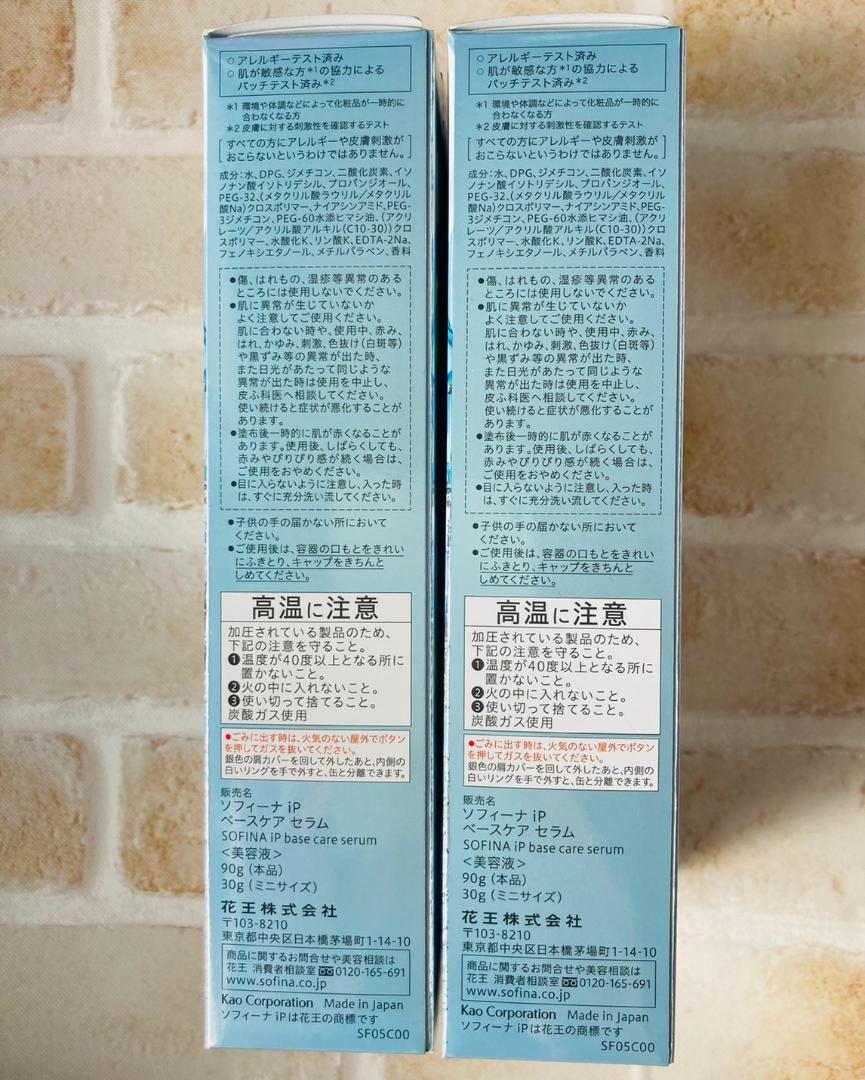 ○ アレルギーテスト済み
○ 肌が敏感な方*1の協力による
パッチテスト済み*2
*1 環境や体調などによって化粧品が一時的に
合わなくなる方
*2 皮膚に対する刺激性を確認するテスト
すべての方にアレルギーや皮膚刺激が
おこらないというわけではありません。
成分:水、DPG、ジメチコン、二酸化炭素、イソ
ノナン酸イソトリデシル、プロパンジオール、
PEG-32、(メタクリル酸ラウリル/メタクリル
酸Na)クロスポリマー、ナイアシンアミド、PEG-
3ジメチコン、PEG-60水添ヒマシ油、(アクリ
レーツ/アクリル酸アルキル(C10-30))クロ
スポリマー、水酸化K、リン酸K、EDTA-2Na、
フェノキシエタノール、メチルパラベン、香料
●傷、はれもの、湿疹等異常のある
ところには使用しないでください。
●肌に異常が生じていないか
よく注意してご使用ください。
肌に合わない時や、使用中、赤み、
はれ、かゆみ、刺激、色抜け(白斑等)
や黒ずみ等の異常が出た時、
また日光があたって同じような
異常が出た時は使用を中止し、
皮ふ科医へ相談してください。
使い続けると症状が悪化することが
あります。
●塗布後一時的に肌が赤くなることが
あります。使用後、しばらくしても、
赤みやぴりぴり感が続く場合は、
ご使用をおやめください。
●目に入らないように注意し、入った時
は、すぐに充分洗い流してください。
●子供の手の届かない所において
ください。
●ご使用後は、容器の口もとをきれい
にふきとり、キャップをきちんと
しめてください。
高温に注意
加圧されている製品のため、
下記の注意を守ること。
❶温度が40度以上となる所に
置かないこと。
❷火の中に入れないこと。
❸使い切って捨てること。
炭酸ガス使用
●ごみに出す時は、火気のない屋外でボタン
を押してガスを抜いてください。
銀色の肩カバーを回して外したあと、内側の
白いリングを手で外すと、缶と分離できます。
販売名
ソフィーナ iP
ベースケア セラム
SOFINA iP base care serum
<美容液>
90g (本品)
30g (ミニサイズ)
花王株式会社
〒103-8210
東京都中央区日本橋茅場町1-14-10
商品に関するお問合せや美容相談は
花王 消費者相談室 0120-165-691
www.sofina.co.jp
Kao Corporation Made in Japan
ソフィーナ iPは花王の商標です
SF05C00
○ アレルギーテスト済み
○ 肌が敏感な方*1の協力による
パッチテスト済み*2
*1 環境や体調などによって化粧品が一時的に
合わなくなる方
*2 皮膚に対する刺激性を確認するテスト
すべての方にアレルギーや皮膚刺激が
おこらないというわけではありません。
成分:水、DPG、ジメチコン、二酸化炭素、イソ
ノナン酸イソトリデシル、プロパンジオール、
PEG-32、(メタクリル酸ラウリル/メタクリル
酸Na)クロスポリマー、ナイアシンアミド、PEG-
3ジメチコン、PEG-60水添ヒマシ油、(アクリ
レーツ/アクリル酸アルキル(C10-30))クロ
スポリマー、水酸化K、リン酸K、EDTA-2Na、
フェノキシエタノール、メチルパラベン、香料
●傷、はれもの、湿疹等異常のある
ところには使用しないでください。
●肌に異常が生じていないか
よく注意してご使用ください。
肌に合わない時や、使用中、赤み、
はれ、かゆみ、刺激、色抜け(白斑等)
や黒ずみ等の異常が出た時、
また日光があたって同じような
異常が出た時は使用を中止し、
皮ふ科医へ相談してください。
使い続けると症状が悪化することが
あります。
●塗布後一時的に肌が赤くなることが
あります。使用後、しばらくしても、
赤みやぴりぴり感が続く場合は、
ご使用をおやめください。
●目に入らないように注意し、入った時
は、すぐに充分洗い流してください。
●子供の手の届かない所において
ください。
●ご使用後は、容器の口もとをきれい
にふきとり、キャップをきちんと
しめてください。
高温に注意
加圧されている製品のため、
下記の注意を守ること。
❶温度が40度以上となる所に
置かないこと。
❷火の中に入れないこと。
❸使い切って捨てること。
炭酸ガス使用
●ごみに出す時は、火気のない屋外でボタン
を押してガスを抜いてください。
銀色の肩カバーを回して外したあと、内側の
白いリングを手で外すと、缶と分離できます。
販売名
ソフィーナ iP
ベースケア セラム
SOFINA iP base care serum
<美容液>
90g (本品)
30g (ミニサイズ)
花王株式会社
〒103-8210
東京都中央区日本橋茅場町1-14-10
商品に関するお問合せや美容相談は
花王 消費者相談室 0120-165-691
www.sofina.co.jp
Kao Corporation Made in Japan
ソフィーナ iPは花王の商標です
SF05C00